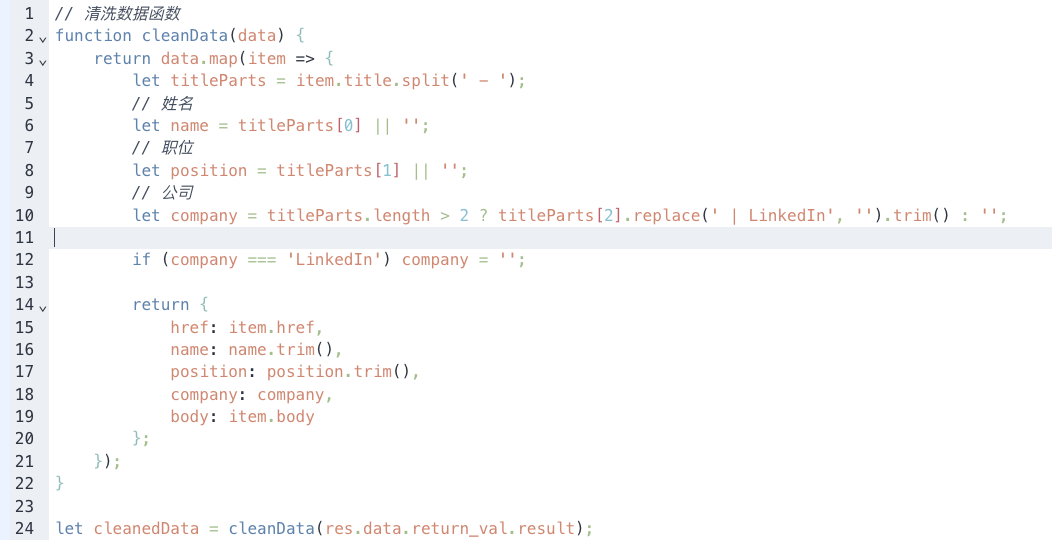 1 // 清洗数据函数
2 function cleanData(data) {
3     return data.map(item => {
4         let titleParts = item.title.split(' - ');
5         // 姓名
6         let name = titleParts[0] || '';
7         // 职位
8         let position = titleParts[1] || '';
9         // 公司
10         let company = titleParts.length > 2 ? titleParts[2].replace(' | LinkedIn', '').trim() : '';
11
12         if (company === 'LinkedIn') company = '';
13
14         return {
15             href: item.href,
16             name: name.trim(),
17             position: position.trim(),
18             company: company,
19             body: item.body
20         };
21     });
22 }
23
24 let cleanedData = cleanData(res.data.return_val.result);